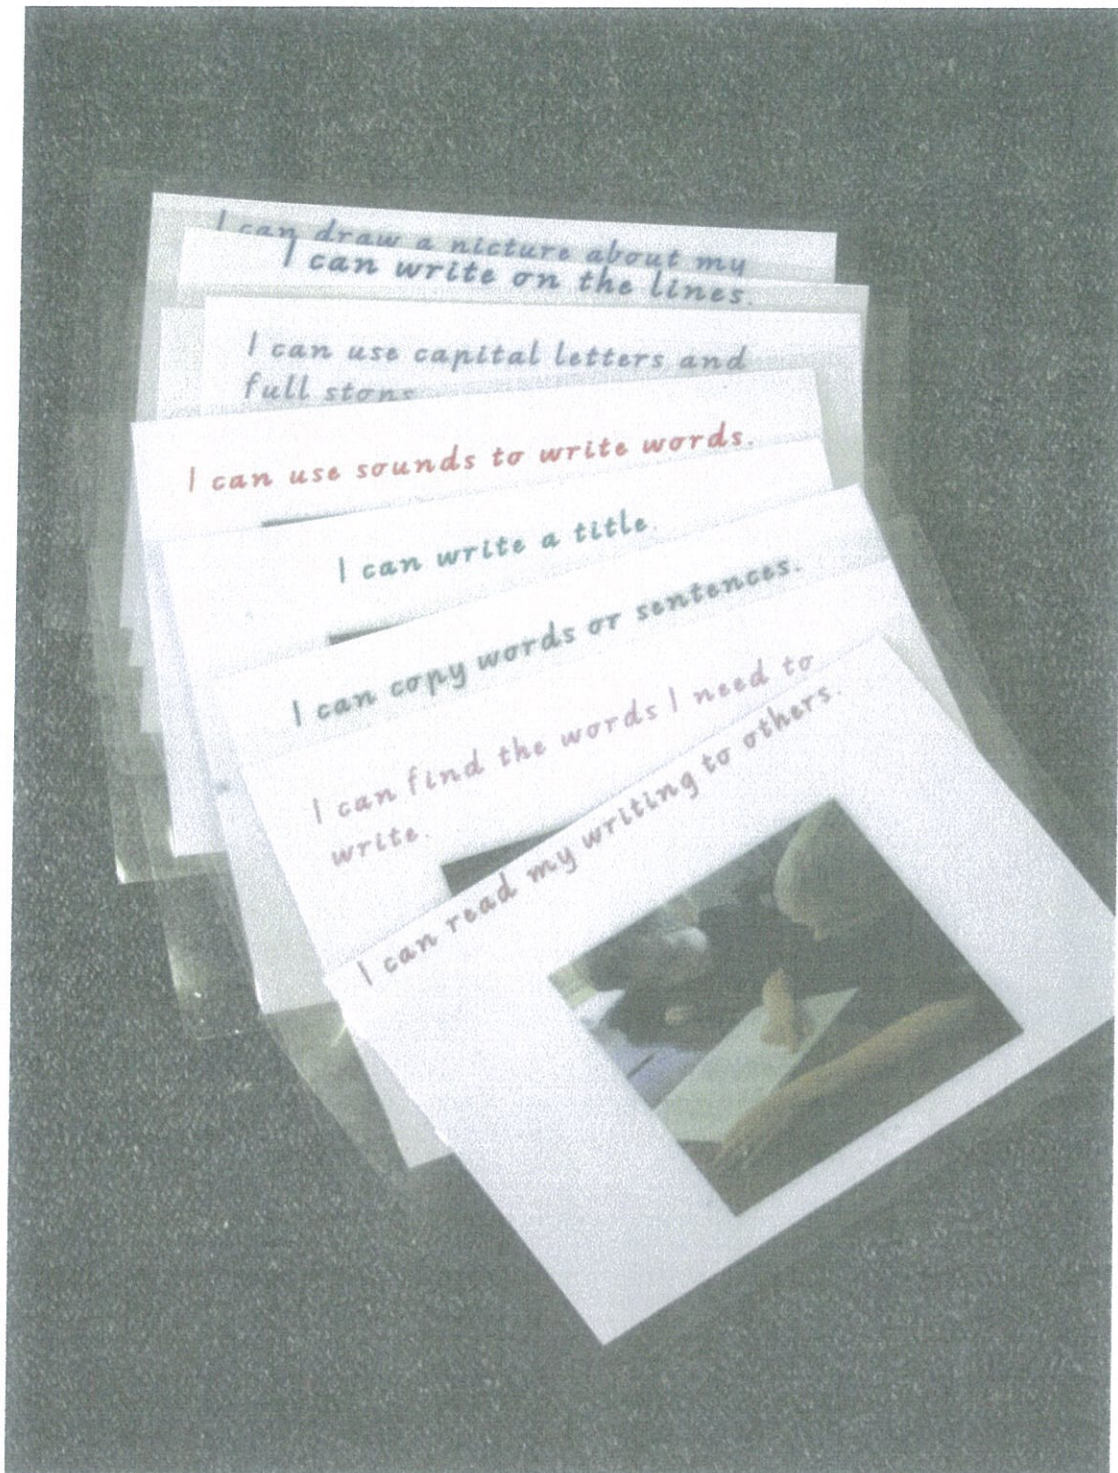 I can draw a picture about my
I can write on the lines.
I can use capital letters and
full stops
I can use sounds to write words.
I can write a title.
I can copy words or sentences.
I can find the words I need to
write.
I can read my writing to others.